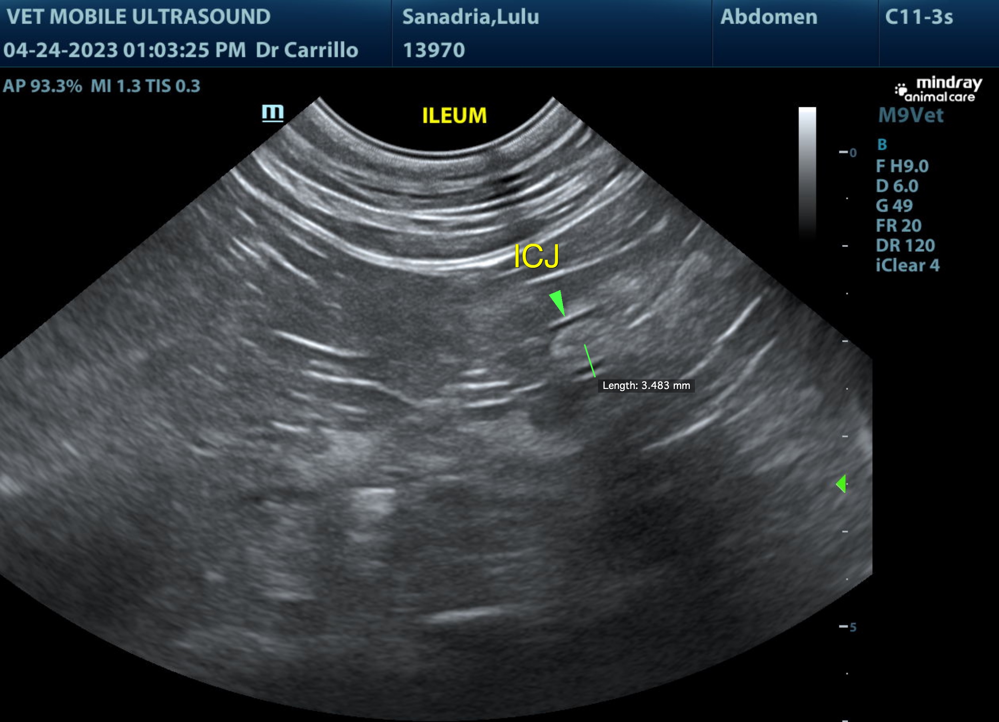 VET MOBILE ULTRASOUND
Sanadria,Lulu
Abdomen
C11-3s
04-24-2023 01:03:25 PM Dr Carrillo
13970
AP 93.3% MI 1.3 TIS 0.3
mindray
animal care
m
ILEUM
M9Vet
B
0
F H9.0
D 6.0
G 49
FR 20
DR 120
iClear 4
ICJ
Length: 3.483 mm
5